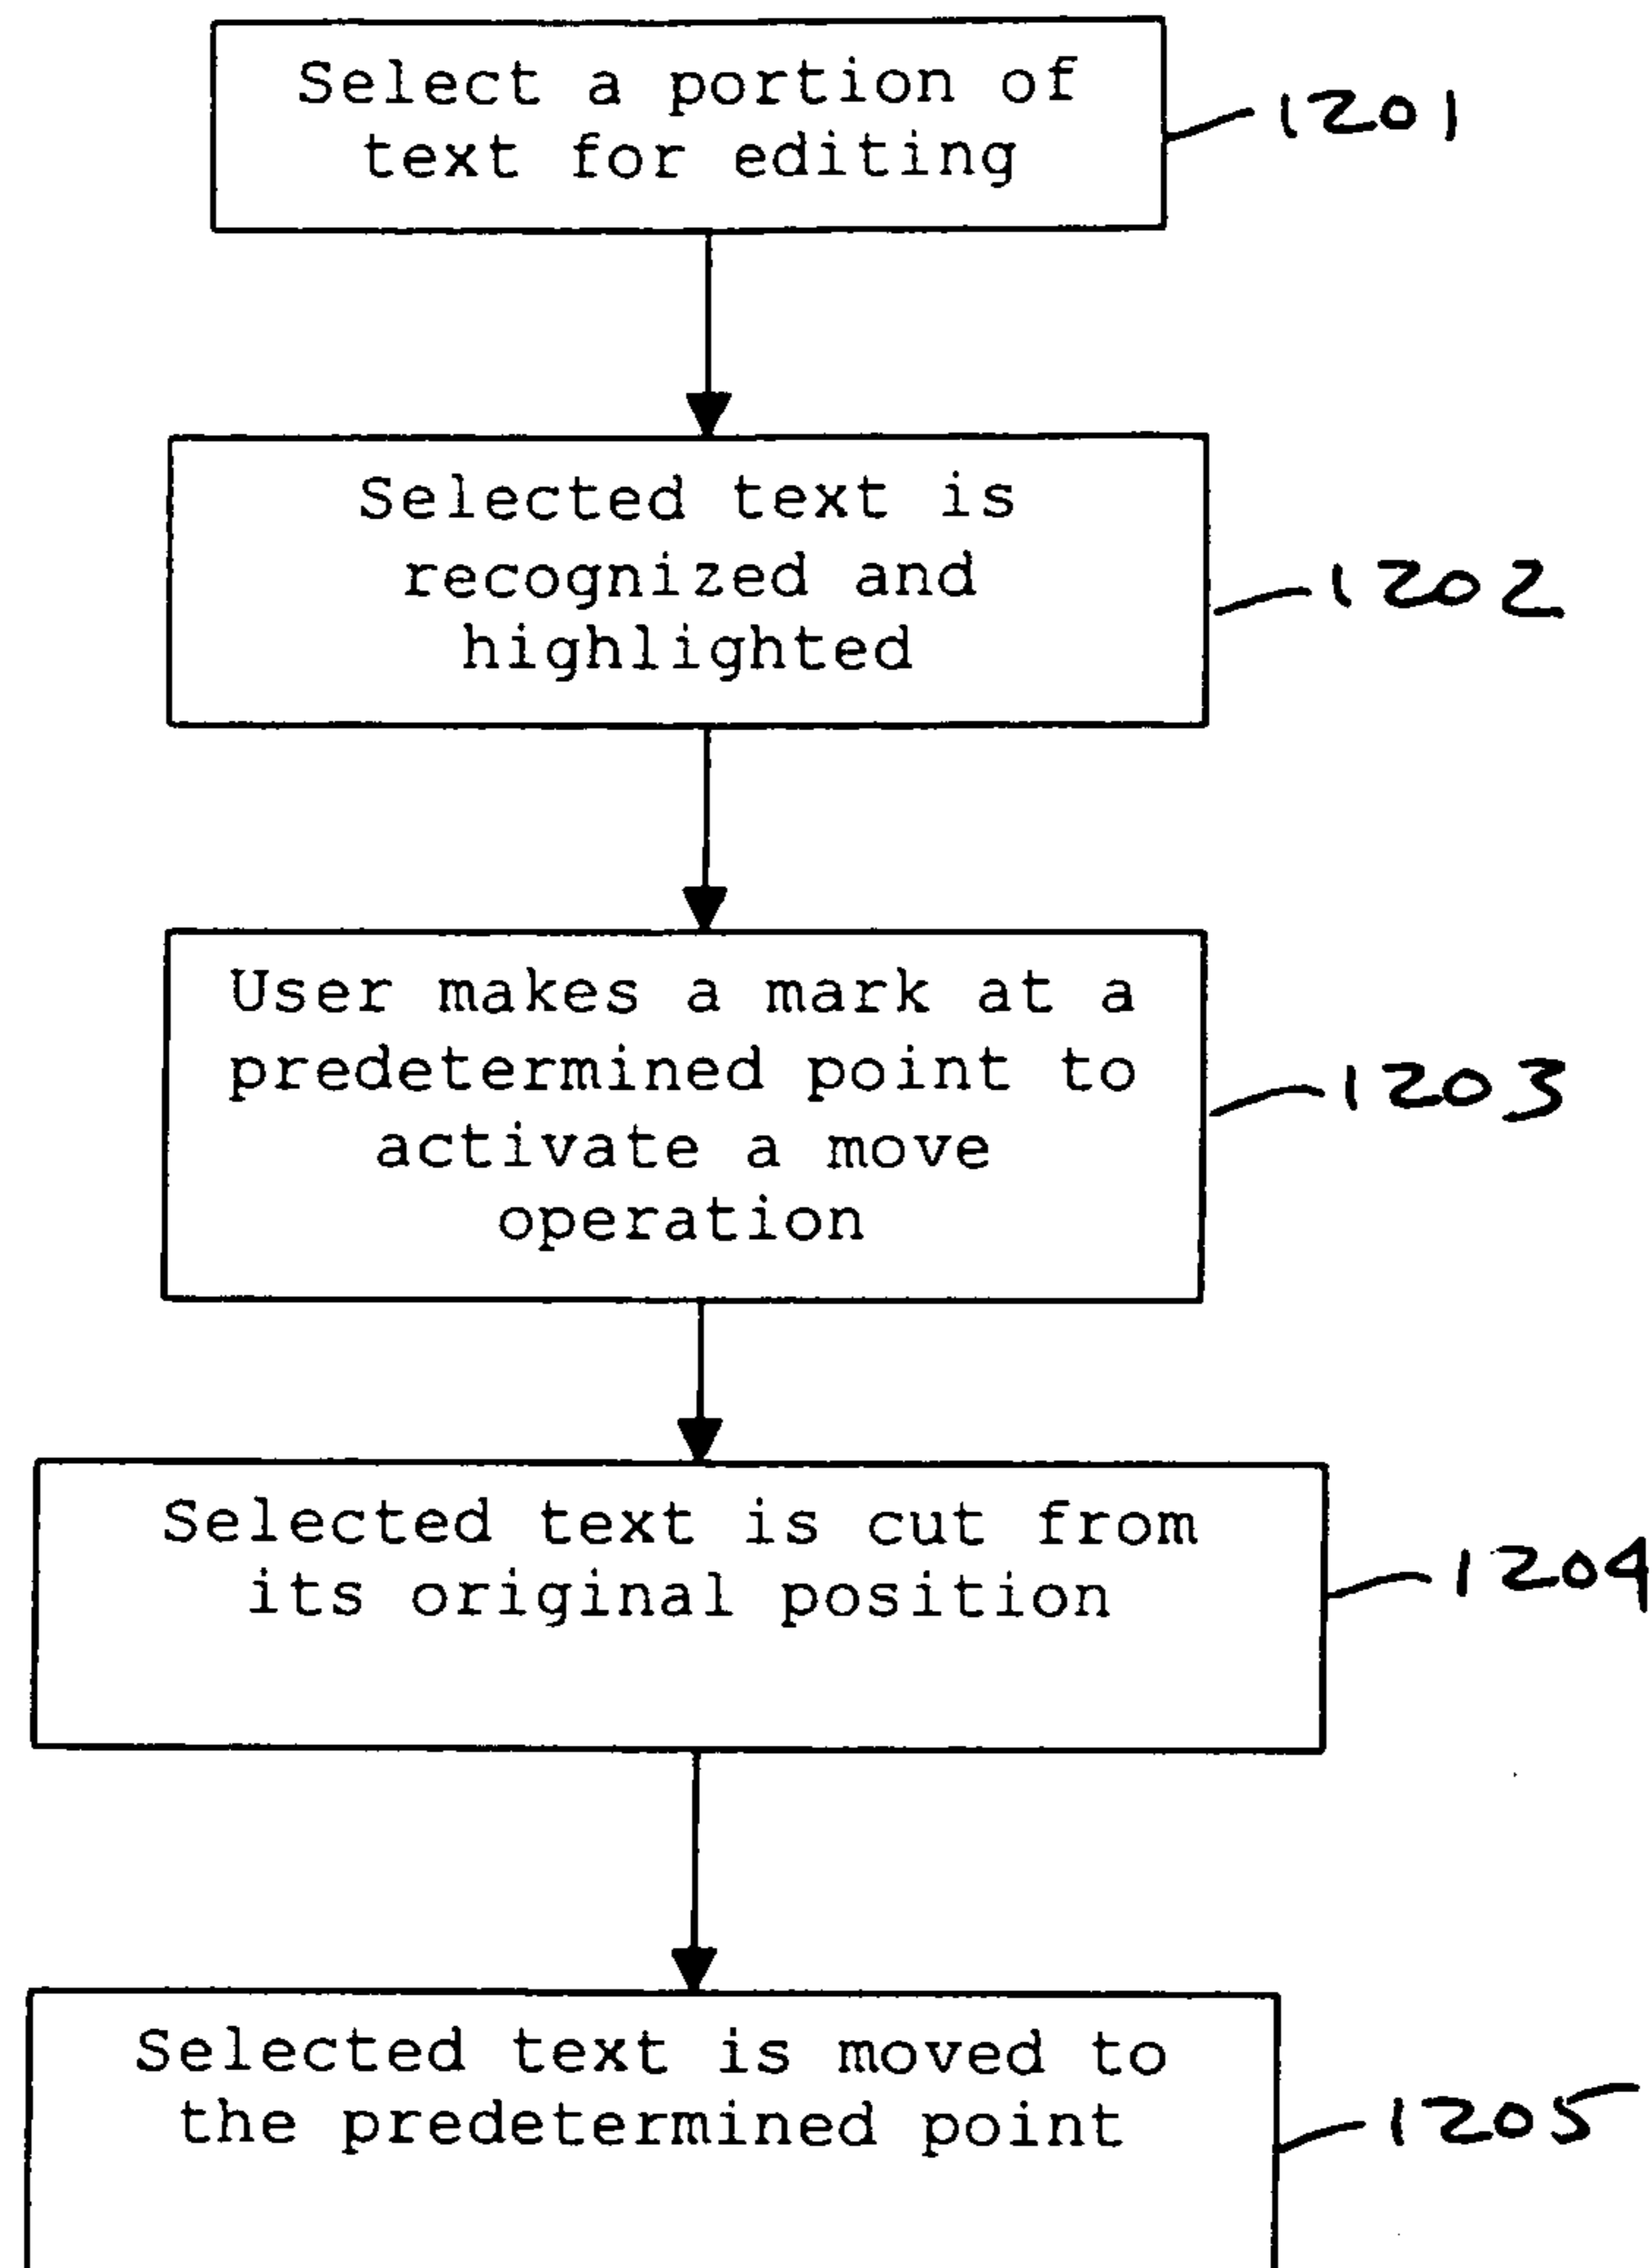 Select a portion of
text for editing
1201
Selected text is
recognized and
highlighted
1202
User makes a mark at a
predetermined point to
activate a move
operation
1203
Selected text is cut from
its original position
1204
Selected text is moved to
the predetermined point
1205